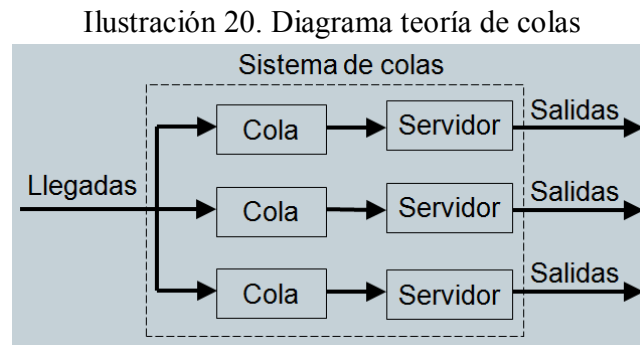 Ilustración 20. Diagrama teoría de colas
Sistema de colas
Llegadas
Cola
Servidor
Salidas
Cola
Servidor
Salidas
Cola
Servidor
Salidas